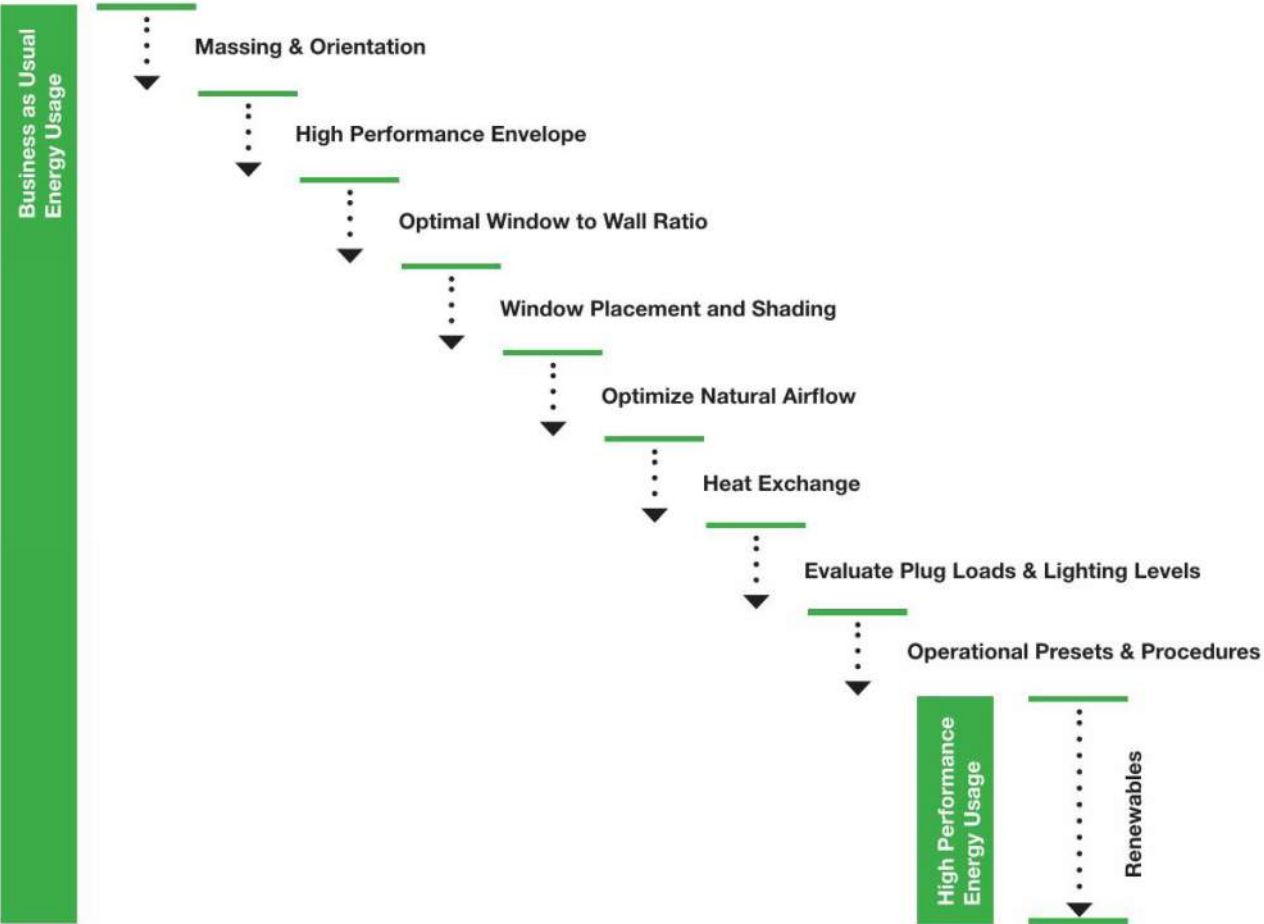 Business as Usual
Energy Usage
Massing & Orientation
High Performance Envelope
Optimal Window to Wall Ratio
Window Placement and Shading
Optimize Natural Airflow
Heat Exchange
Evaluate Plug Loads & Lighting Levels
Operational Presets & Procedures
High Performance
Energy Usage
Renewables